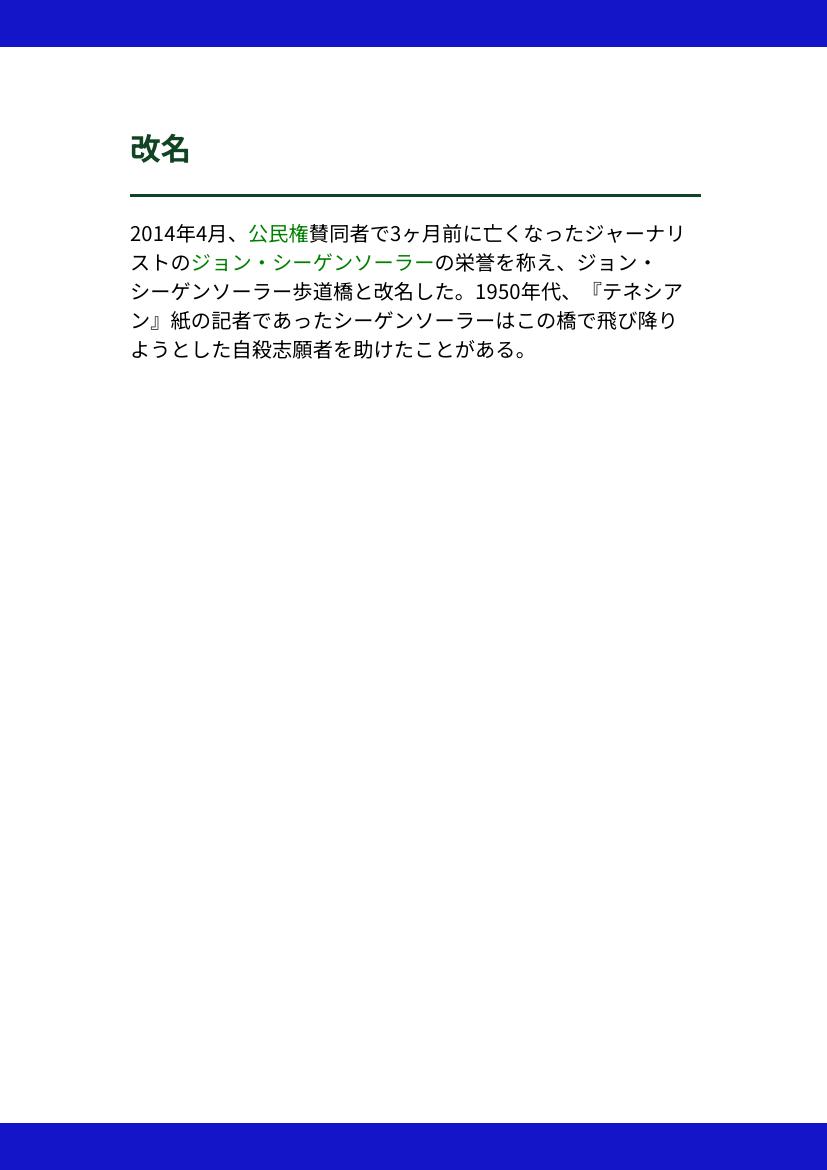 改名
2014年4月、公民権賛同者で3ヶ月前に亡くなったジャーナリ
ストのジョン・シーゲンソーラーの栄誉を称え、ジョン・
シーゲンソーラー歩道橋と改名した。1950年代、『テネシア
ン』紙の記者であったシーゲンソーラーはこの橋で飛び降り
ようとした自殺志願者を助けたことがある。